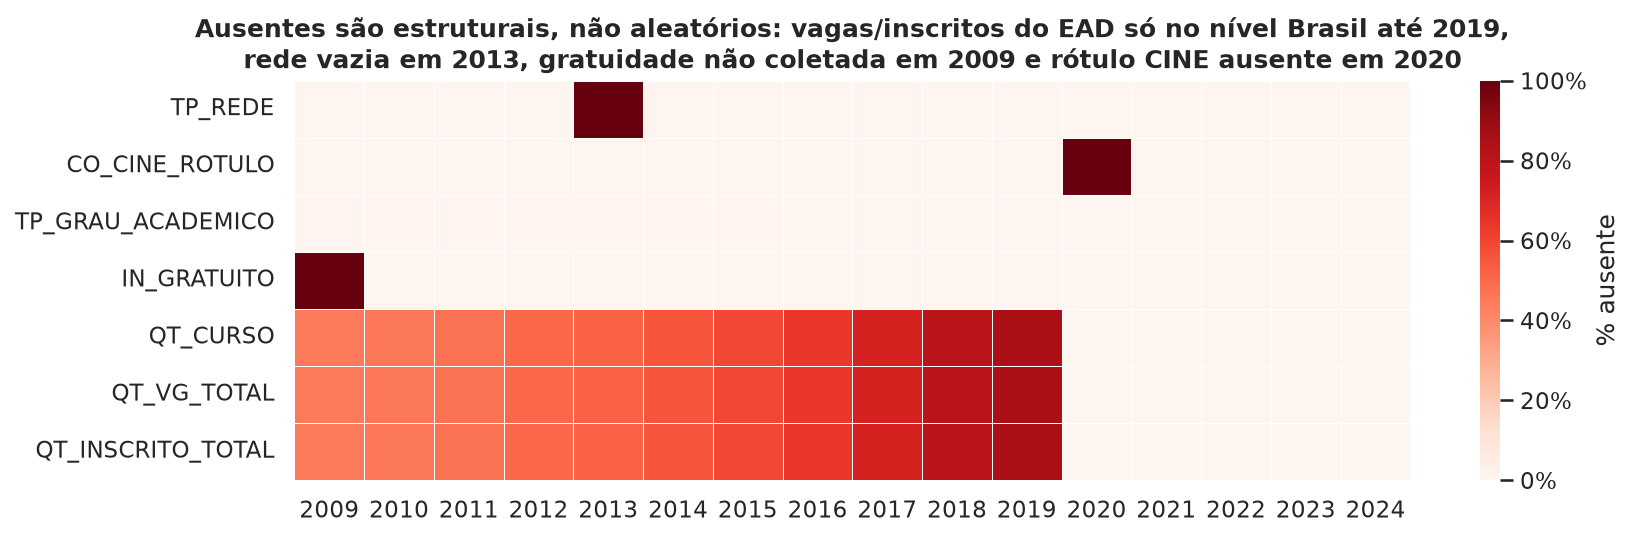 Ausentes são estruturais, não aleatórios: vagas/inscritos do EAD só no nível Brasil até 2019,
rede vazia em 2013, gratuidade não coletada em 2009 e rótulo CINE ausente em 2020
TP_REDE
CO_CINE_ROTULO
TP_GRAU_ACADEMICO
IN_GRATUITO
QT_CURSO
QT_VG_TOTAL
QT_INSCRITO_TOTAL
2009 2010 2011 2012 2013 2014 2015 2016 2017 2018 2019 2020 2021 2022 2023 2024
100%
80%
60%
40%
20%
0%
% ausente